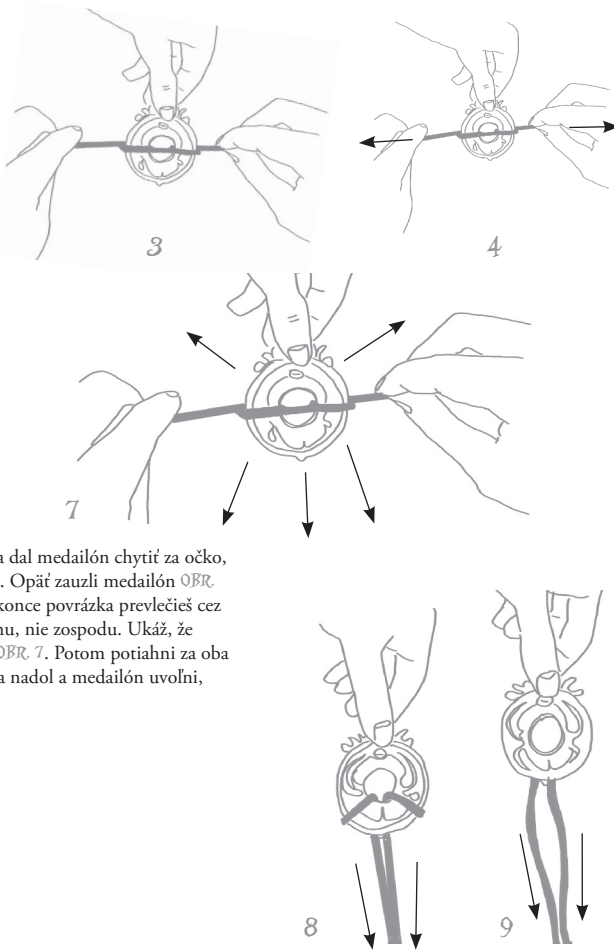 3
4
7
a dal medailón chytiť za očko,
. Opäť zauzli medailón OBR.
konce povrázka prevlečieš cez
nu, nie zospodu. Ukáž, že
OBR. 7. Potom potiahni za oba
a nadol a medailón uvoľni,
8
9